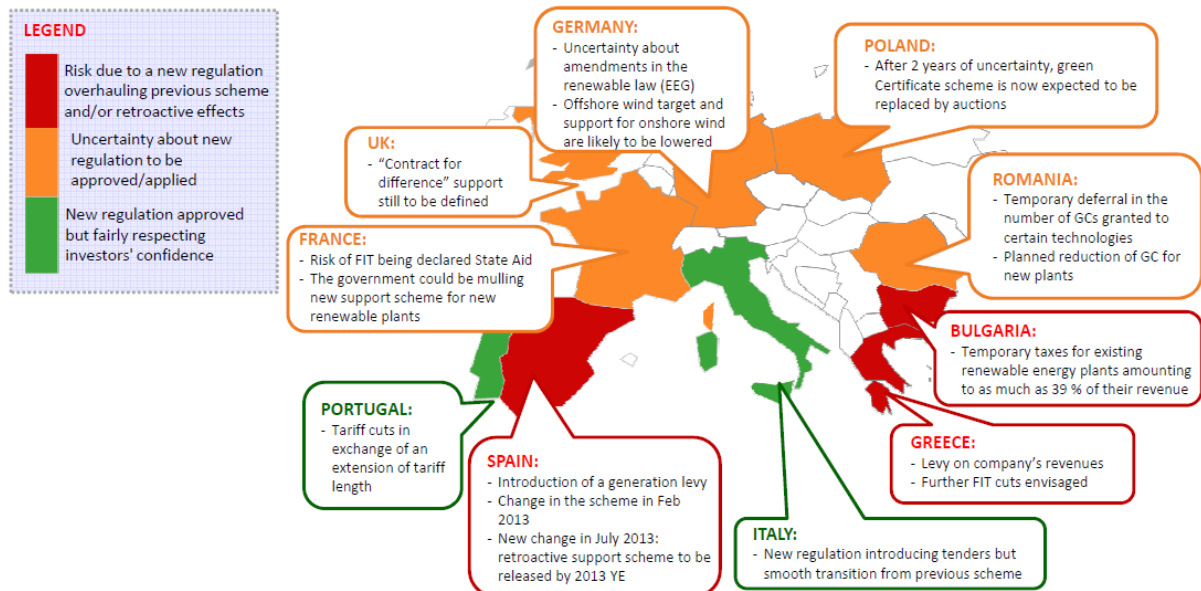 LEGEND
Risk due to a new regulation
overhauling previous scheme
and/or retroactive effects
Uncertainty about new
regulation to be
approved/applied
New regulation approved
but fairly respecting
investors' confidence
GERMANY:
- Uncertainty about
amendments in the
renewable law (EEG)
- Offshore wind target and
support for onshore wind
are likely to be lowered
POLAND:
- After 2 years of uncertainty, green
Certificate scheme is now expected to be
replaced by auctions
UK:
- “Contract for
difference” support
still to be defined
ROMANIA:
- Temporary deferral in the
number of GCs granted to
certain technologies
- Planned reduction of GC for
new plants
FRANCE:
- Risk of FIT being declared State Aid
- The government could be mulling
new support scheme for new
renewable plants
BULGARIA:
- Temporary taxes for existing
renewable energy plants amounting
to as much as 39 % of their revenue
PORTUGAL:
- Tariff cuts in
exchange of an
extension of tariff
length
SPAIN:
- Introduction of a generation levy
- Change in the scheme in Feb
2013
- New change in July 2013:
retroactive support scheme to be
released by 2013 YE
GREECE:
- Levy on company’s revenues
- Further FIT cuts envisaged
ITALY:
- New regulation introducing tenders but
smooth transition from previous scheme